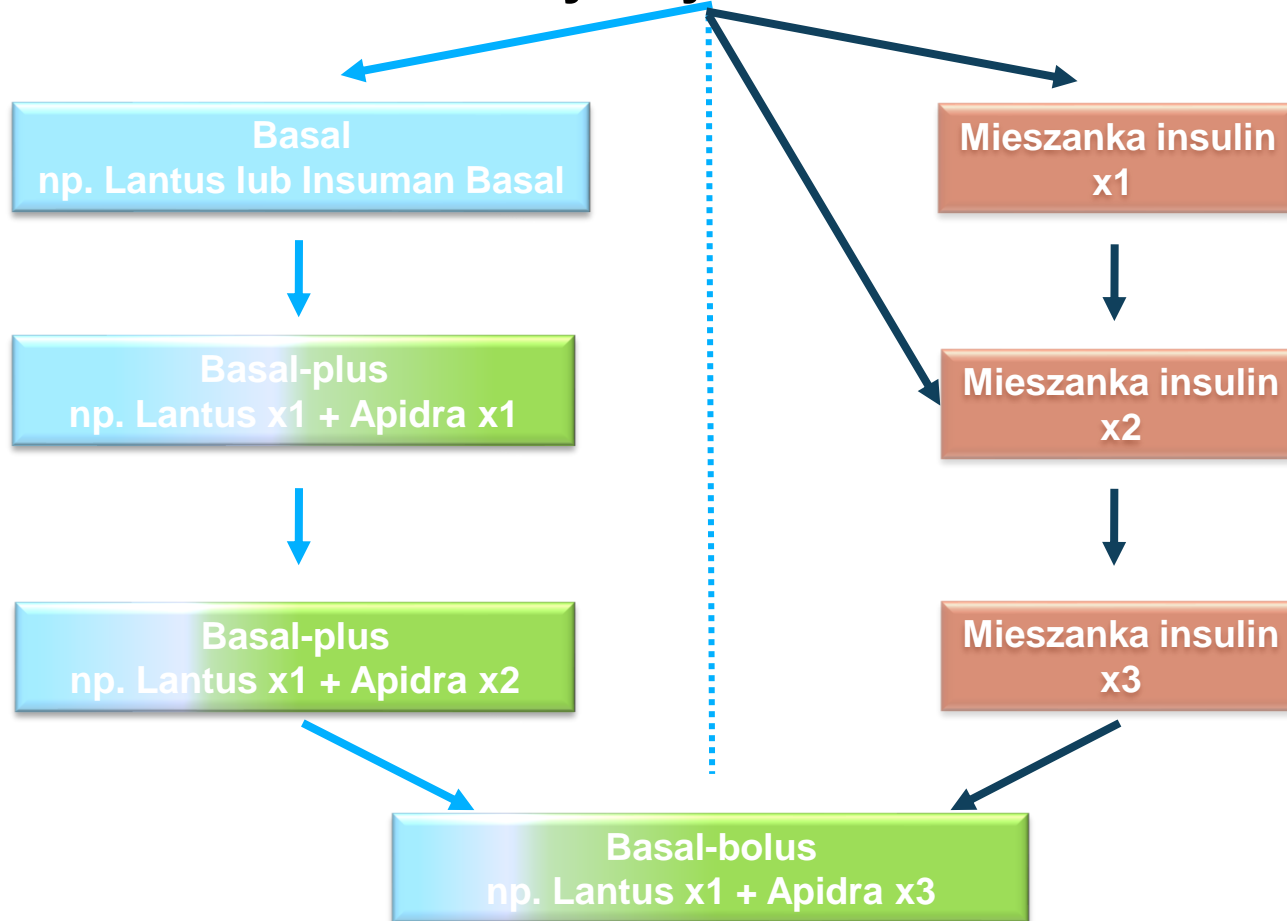 Basal
np. Lantus lub Insuman Basal
Mieszanka insulin
x1
Basal-plus
np. Lantus x1 + Apidra x1
Mieszanka insulin
x2
Basal-plus
np. Lantus x1 + Apidra x2
Mieszanka insulin
x3
Basal-bolus
np. Lantus x1 + Apidra x3